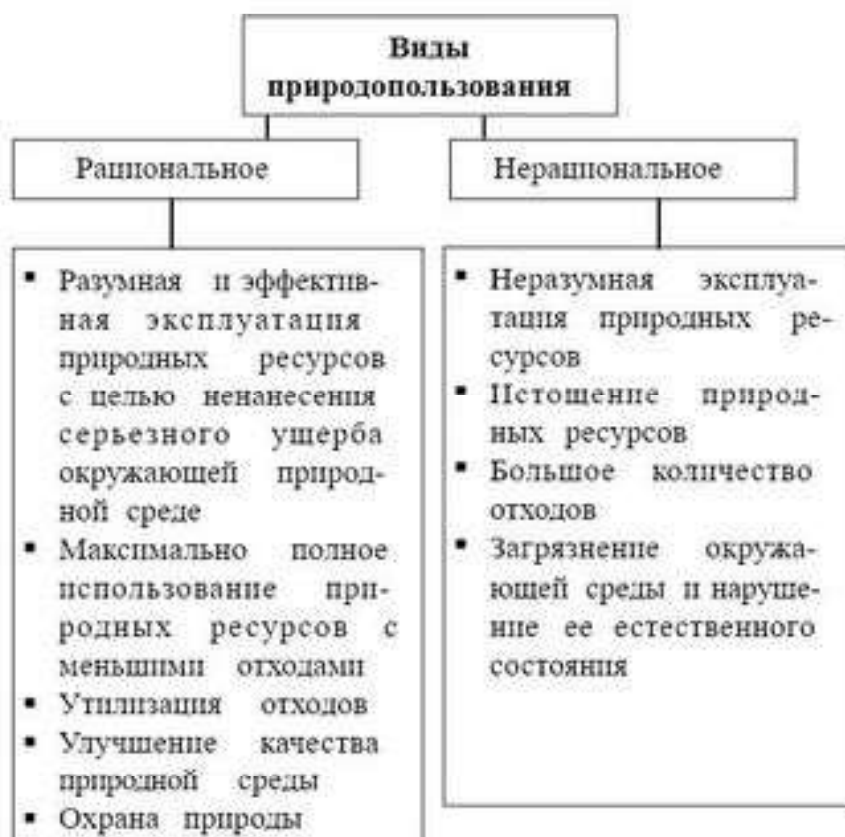 Виды
природопользования
Рациональное
Нерациональное
▪ Разумная и эффектив-
ная эксплуатация
природных ресурсов
с целью ненанесения
серьезного ущерба
окружающей природ-
ной среде
▪ Максимально полное
использование при-
родных ресурсов с
меньшими отходами
▪ Утилизация отходов
▪ Улучшение качества
природной среды
▪ Охрана природы
▪ Неразумная эксплуа-
тация природных ре-
сурсов
▪ Истощение природ-
ных ресурсов
▪ Большое количество
отходов
▪ Загрязнение окружа-
ющей среды и наруше-
ние ее естественного
состояния